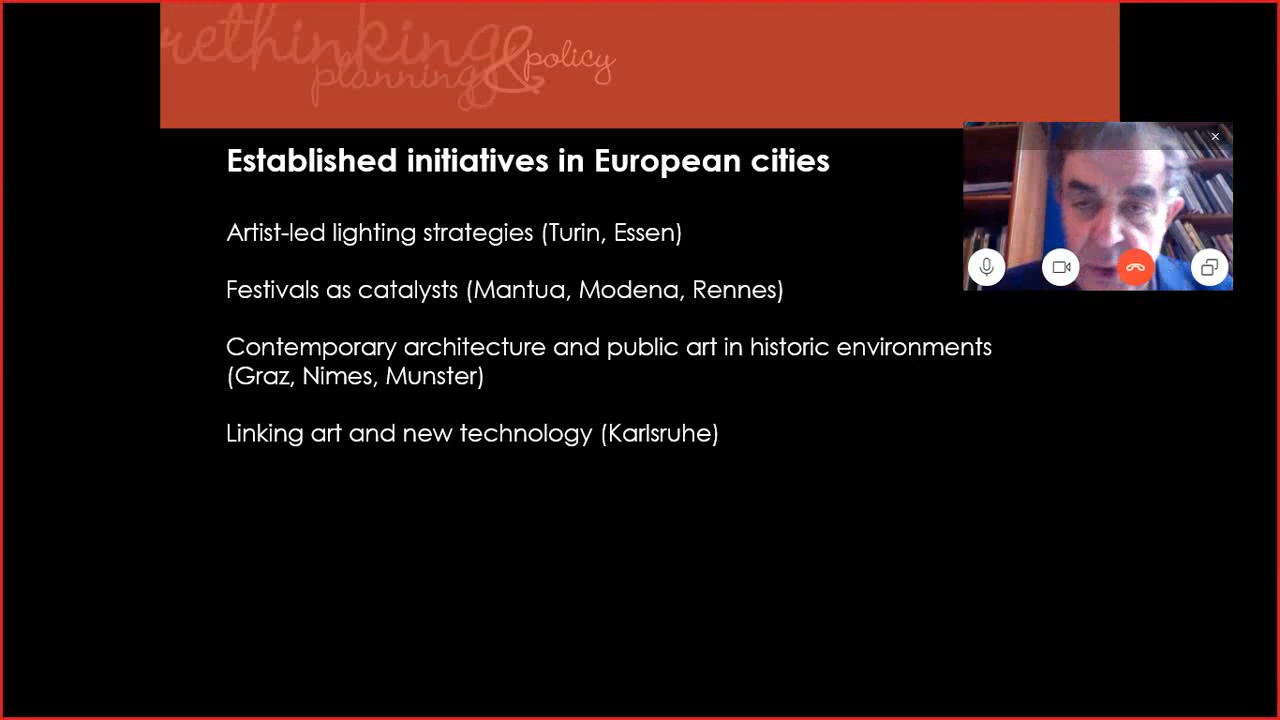 rethinking
planning & policy
Established initiatives in European cities
Artist-led lighting strategies (Turin, Essen)
Festivals as catalysts (Mantua, Modena, Rennes)
Contemporary architecture and public art in historic environments
(Graz, Nimes, Munster)
Linking art and new technology (Karlsruhe)